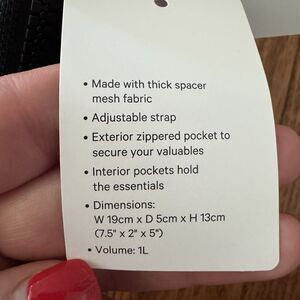 • Made with thick spacer
mesh fabric
• Adjustable strap
• Exterior zippered pocket to
secure your valuables
• Interior pockets hold
the essentials
• Dimensions:
W 19cm x D 5cm x H 13cm
(7.5" x 2" x 5")
• Volume: 1L